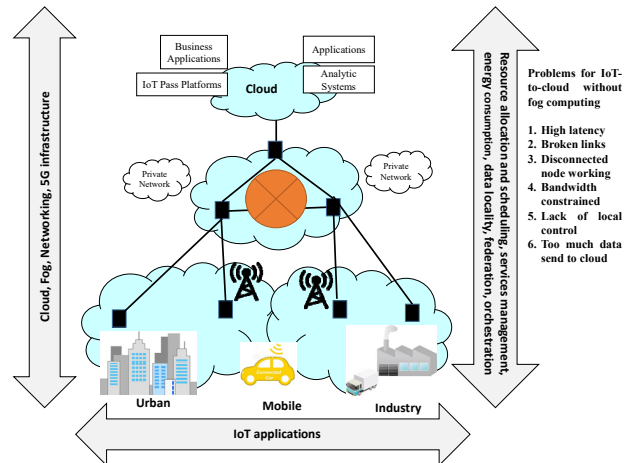 Business
Applications
Applications
IoT Pass Platforms
Analytic
Systems
Cloud
Private
Network
Private
Network
Urban
Mobile
Industry
IoT applications
Cloud, Fog, Networking, 5G infrastructure
Resource allocation and scheduling, services management,
energy consumption, data locality, federation, orchestration
Problems for IoT-
to-cloud without
fog computing
1. High latency
2. Broken links
3. Disconnected
node working
4. Bandwidth
constrained
5. Lack of local
control
6. Too much data
send to cloud